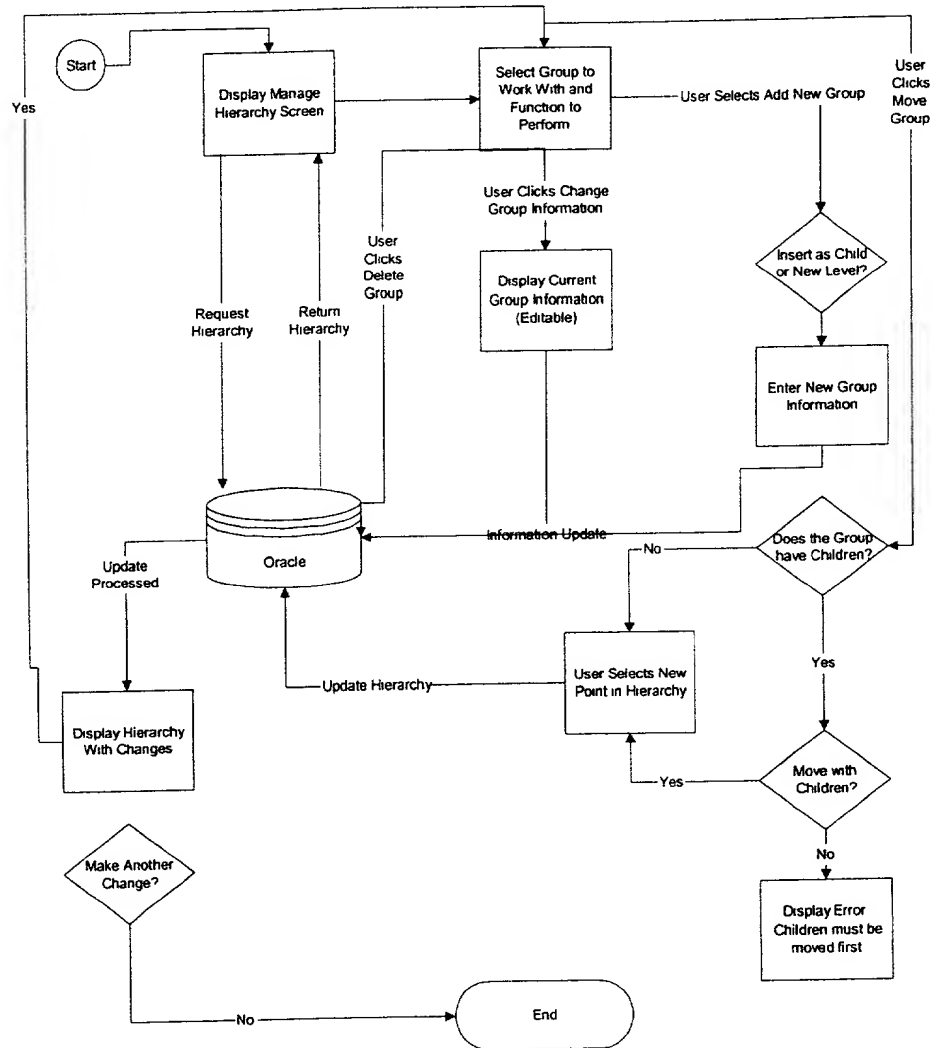 Start
Yes
Display Manage
Hierarchy Screen
Select Group to
Work With and
Function to
Perform
User Selects Add New Group
User
Clicks
Move
Group
User Clicks Change
Group Information
User
Clicks
Delete
Group
Insert as Child
or New Level?
Display Current
Group Information
(Editable)
Request
Hierarchy
Return
Hierarchy
Enter New Group
Information
Oracle
Information Update
Does the Group
have Children?
No
Update
Processed
Yes
User Selects New
Point in Hierarchy
Update Hierarchy
Display Hierarchy
With Changes
Move with
Children?
Yes
No
Make Another
Change?
Display Error
Children must be
moved first
No
End